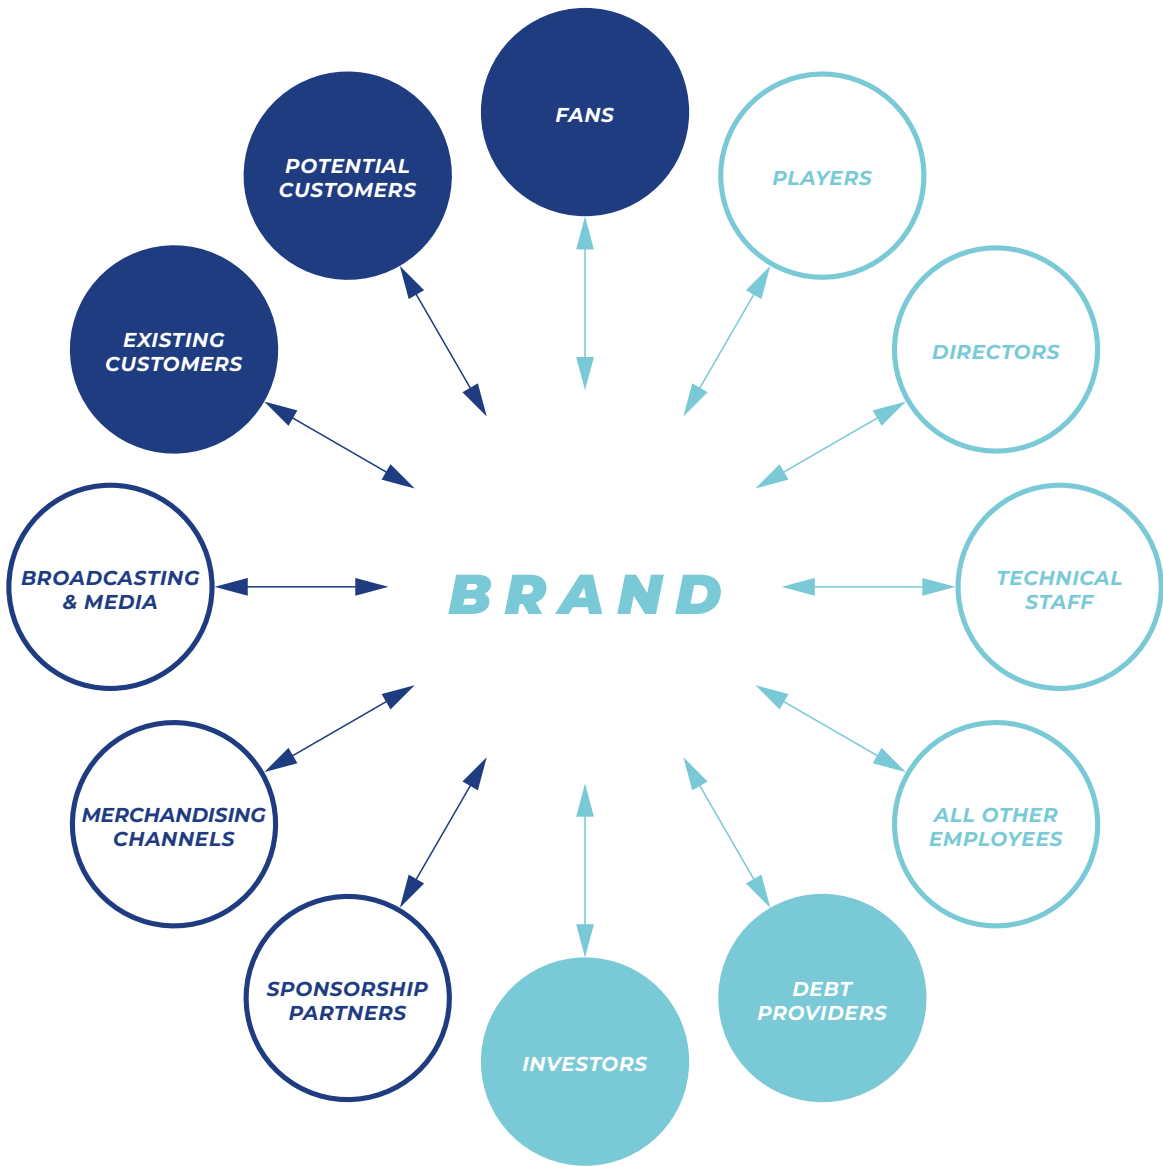 FANS
PLAYERS
DIRECTORS
TECHNICAL
STAFF
ALL OTHER
EMPLOYEES
DEBT
PROVIDERS
INVESTORS
SPONSORSHIP
PARTNERS
MERCHANDISING
CHANNELS
BROADCASTING
& MEDIA
EXISTING
CUSTOMERS
POTENTIAL
CUSTOMERS
BRAND